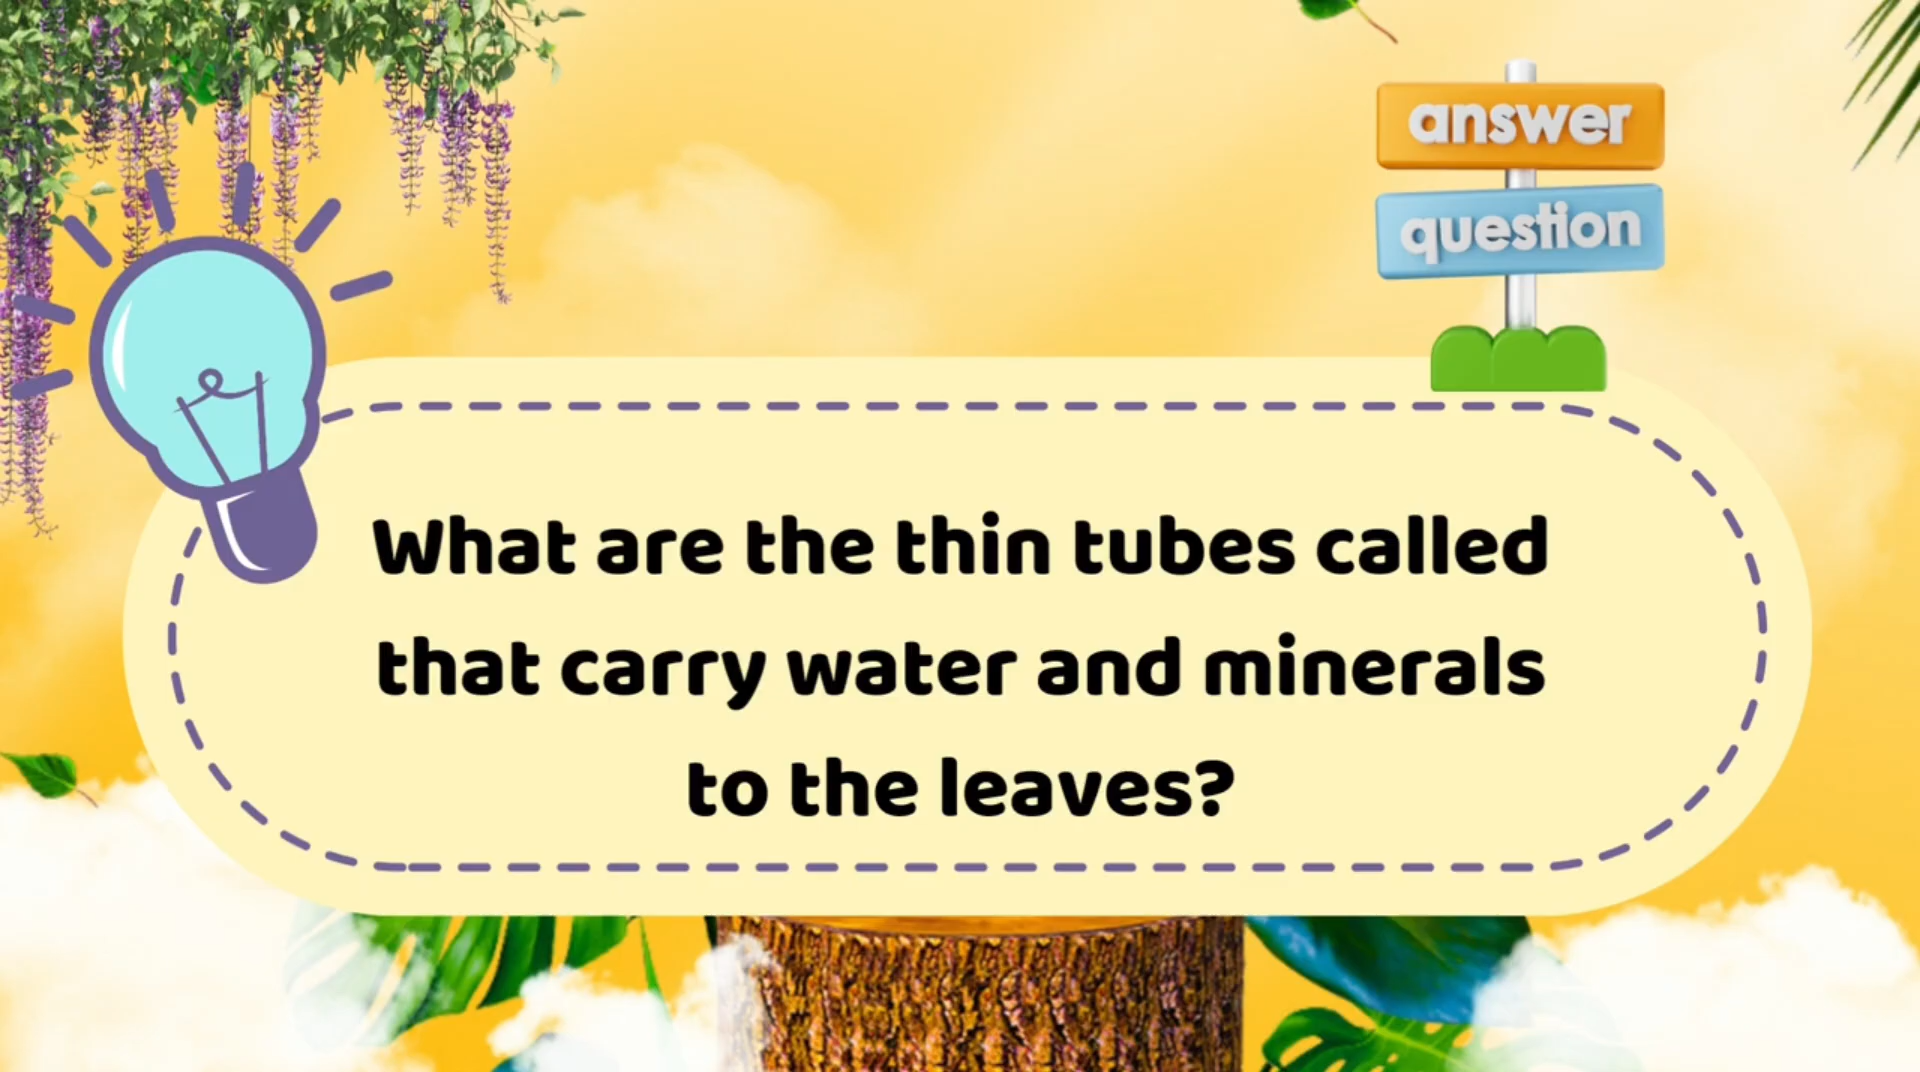 answer
question
What are the thin tubes called
that carry water and minerals
to the leaves?